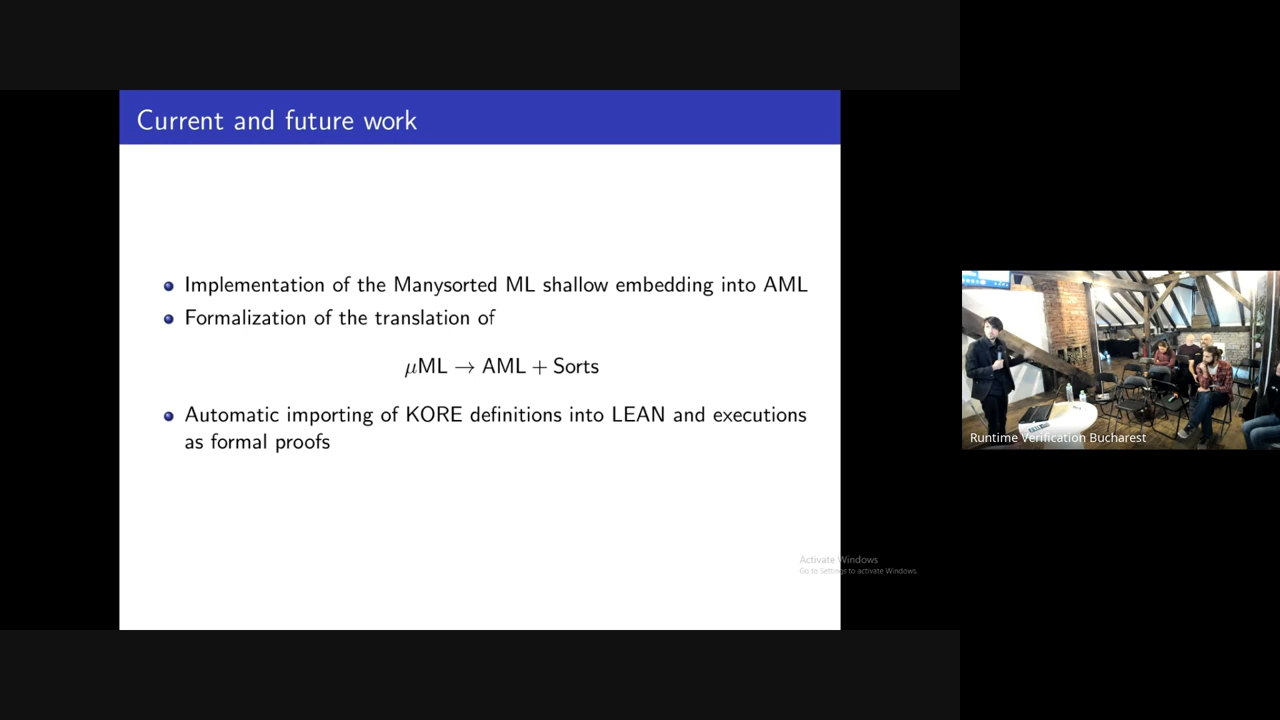 Current and future work
Implementation of the Manysorted ML shallow embedding into AML
Formalization of the translation of
μML → AML + Sorts
Automatic importing of KORE definitions into LEAN and executions
as formal proofs
Activate Windows
Go to Settings to activate Windows.
Runtime Verification Bucharest